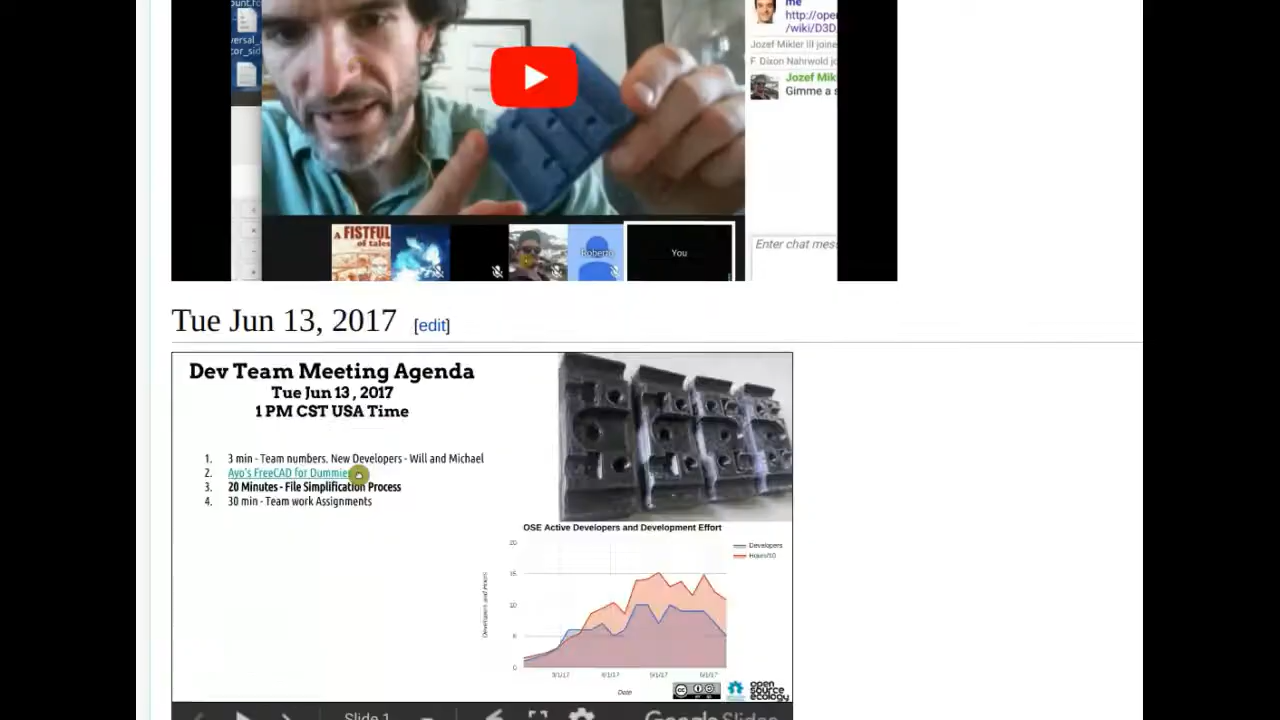 ount.fc
versal_
tor_sid
me
http://ope
/wiki/D3D
Jozef Mikler III joine
F Dixon Nahrwold jo
Jozef Mik
Gimme a s
A FISTFUL
of tales
Roberto
You
Enter chat mes
Tue Jun 13, 2017 [edit]
Dev Team Meeting Agenda
Tue Jun 13 , 2017
1 PM CST USA Time
1. 3 min - Team numbers. New Developers - Will and Michael
2. Ayo's FreeCAD for Dummies
3. 20 Minutes - File Simplification Process
4. 30 min - Team work Assignments
OSE Active Developers and Development Effort
Developers
Hours/10
Developers and Hours
20
15
10
5
0
3/1/17 4/1/17 5/1/17 6/1/17
Date
open
source
ecology
Slide 1
Google Slides